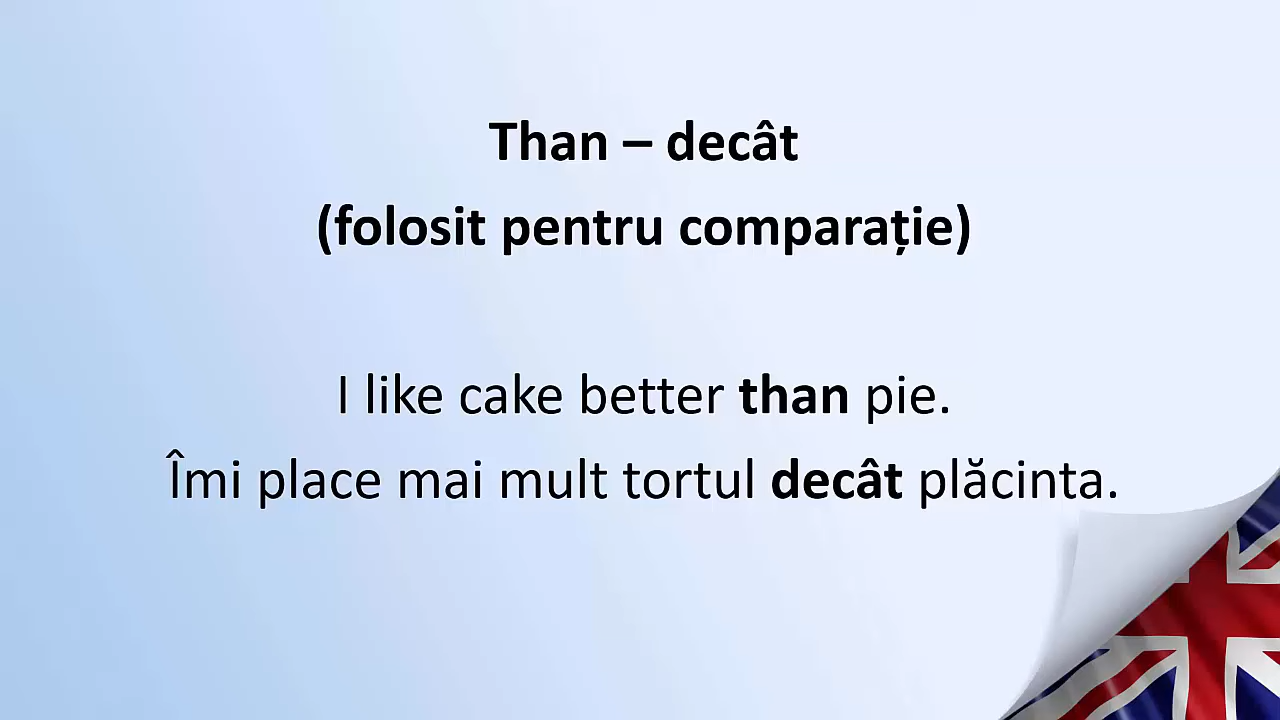 Than – decât
(folosit pentru comparație)
I like cake better than pie.
Îmi place mai mult tortul decât plăcinta.